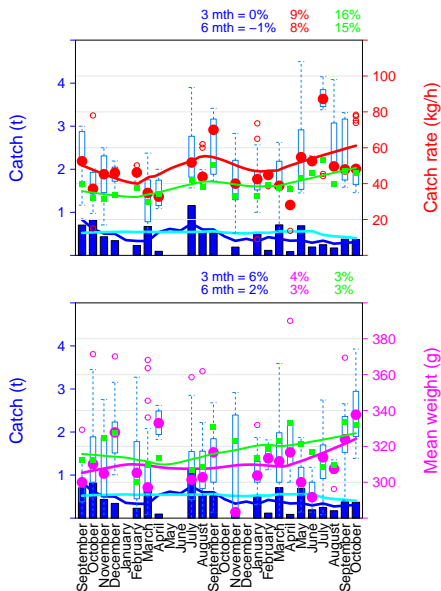 3 mth = 0% 9% 16%
6 mth = −1% 8% 15%
Catch (t)
1
2
3
4
Catch rate (kg/h)
20
40
60
80
100
3 mth = 6% 4% 3%
6 mth = 2% 3% 3%
Catch (t)
1
2
3
4
Mean weight (g)
300
320
340
360
380
September
October
November
December
January
February
March
April
May
June
July
August
September
October
November
December
January
February
March
April
May
June
July
August
September
October